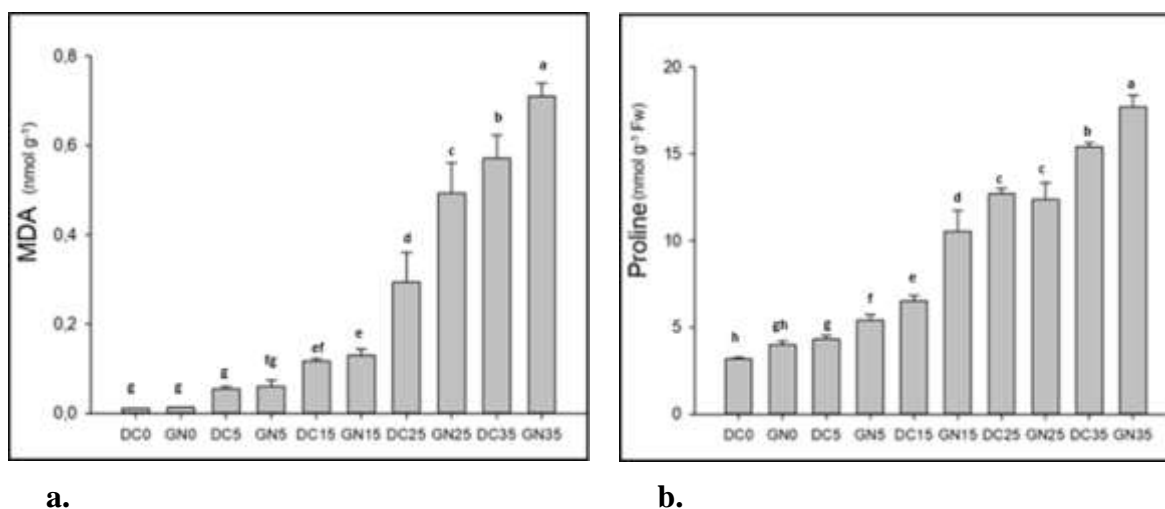 0,8
0,6
0,4
0,2
0,0
MDA (nmol g⁻¹)
g g g fg ef e d c b a
DC0 GN0 DC5 GN5 DC15 GN15 DC25 GN25 DC35 GN35
a.
20
15
10
5
0
Proline (nmol g⁻¹ Fw)
h gh g f e d c c b a
DC0 GN0 DC5 GN5 DC15 GN15 DC25 GN25 DC35 GN35
b.